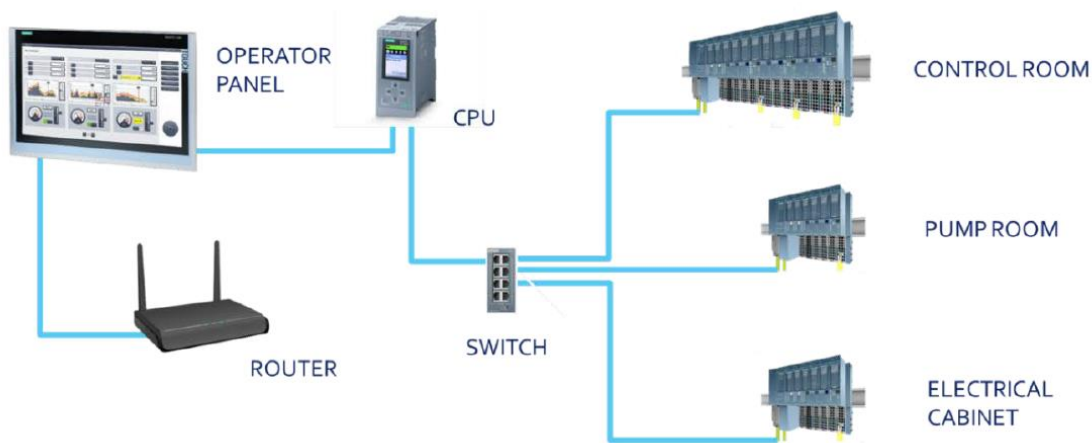 OPERATOR
PANEL
CPU
CONTROL ROOM
PUMP ROOM
SWITCH
ROUTER
ELECTRICAL
CABINET